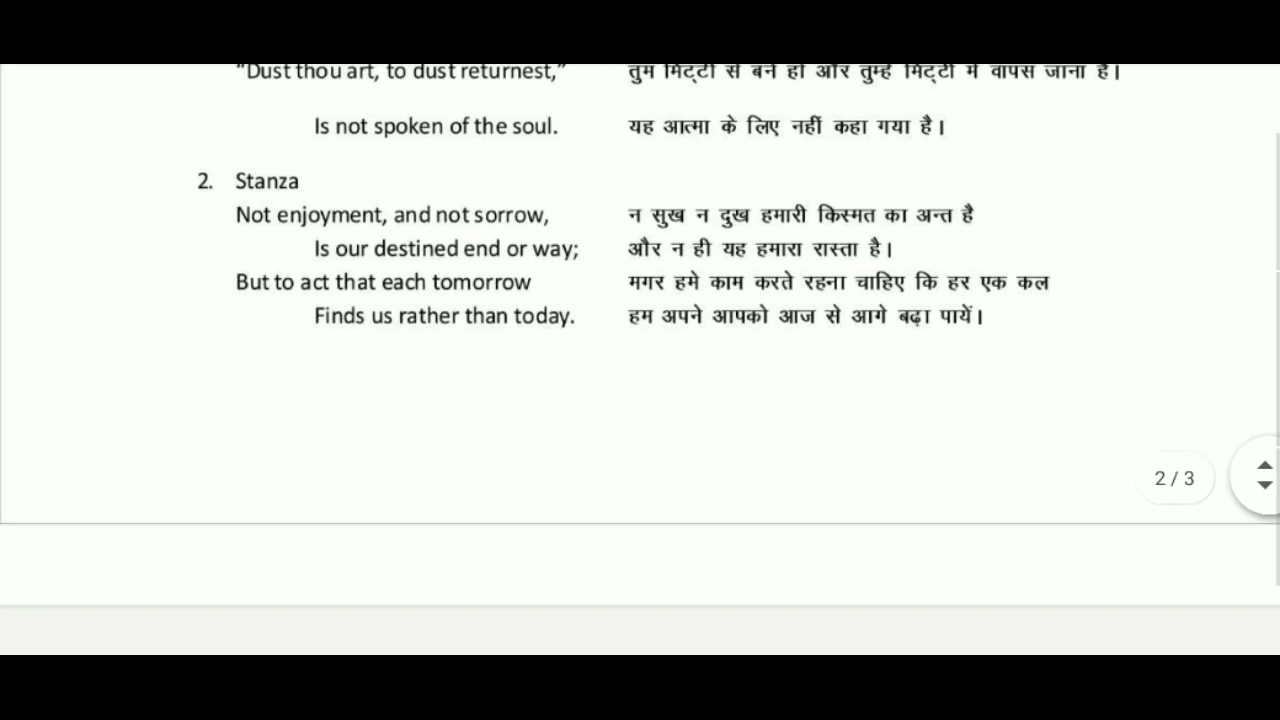 "Dust thou art, to dust returnest," तुम मिट्टी से बने हो और तुम्हे मिट्टी में वापस जाना है।
Is not spoken of the soul. यह आत्मा के लिए नहीं कहा गया है।
2. Stanza
Not enjoyment, and not sorrow, न सुख न दुख हमारी किस्मत का अन्त है
Is our destined end or way; और न ही यह हमारा रास्ता है।
But to act that each tomorrow मगर हमे काम करते रहना चाहिए कि हर एक कल
Finds us rather than today. हम अपने आपको आज से आगे बढ़ा पायें।
2 / 3